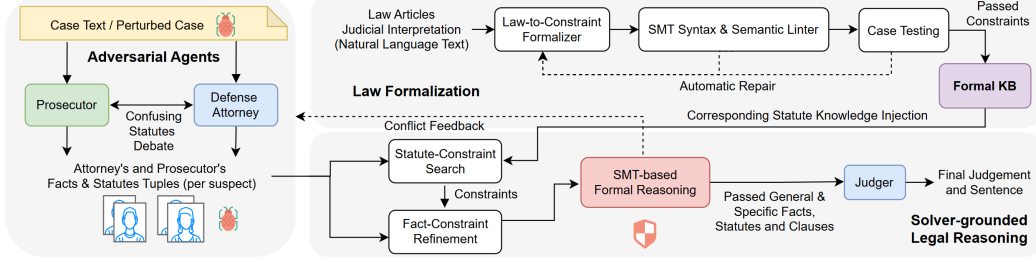 Case Text / Perturbed Case
Adversarial Agents
Prosecutor
Defense
Attorney
Confusing
Statutes
Debate
Attorney's and Prosecutor's
Facts & Statutes Tuples (per suspect)
Law Articles
Judicial Interpretation
(Natural Language Text)
Law-to-Constraint
Formalizer
SMT Syntax & Semantic Linter
Case Testing
Passed
Constraints
Automatic Repair
Law Formalization
Formal KB
Conflict Feedback
Corresponding Statute Knowledge Injection
Statute-Constraint
Search
Constraints
Fact-Constraint
Refinement
SMT-based
Formal Reasoning
Passed General &
Specific Facts,
Statutes and Clauses
Judger
Final Judgement
and Sentence
Solver-grounded
Legal Reasoning